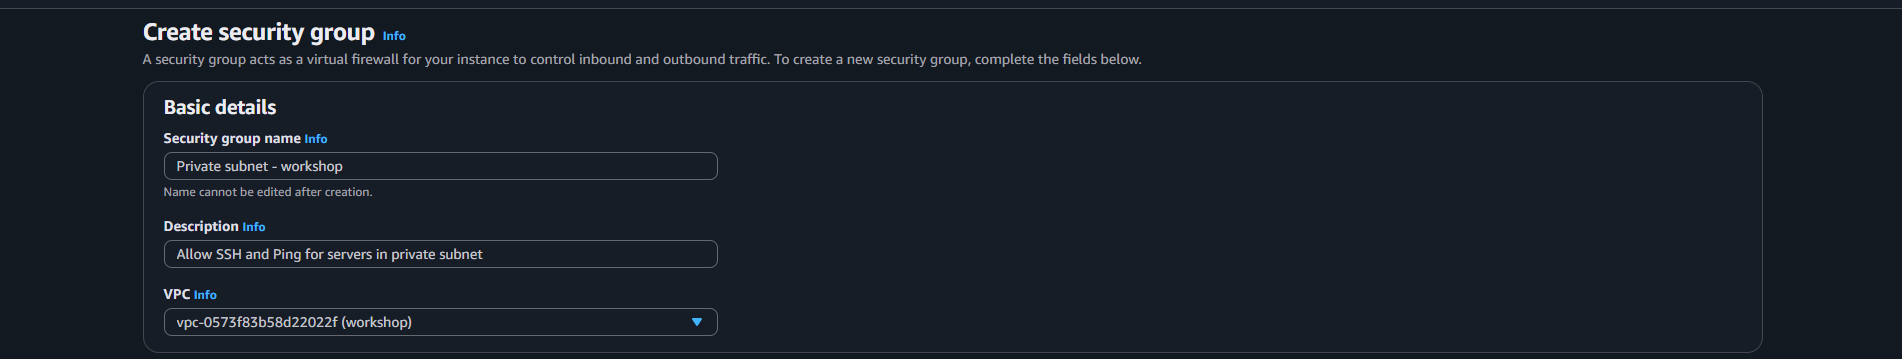 Create security group Info
A security group acts as a virtual firewall for your instance to control inbound and outbound traffic. To create a new security group, complete the fields below.
Basic details
Security group name Info
Private subnet - workshop
Name cannot be edited after creation.
Description Info
Allow SSH and Ping for servers in private subnet
VPC Info
vpc-0573f83b58d22022f (workshop)